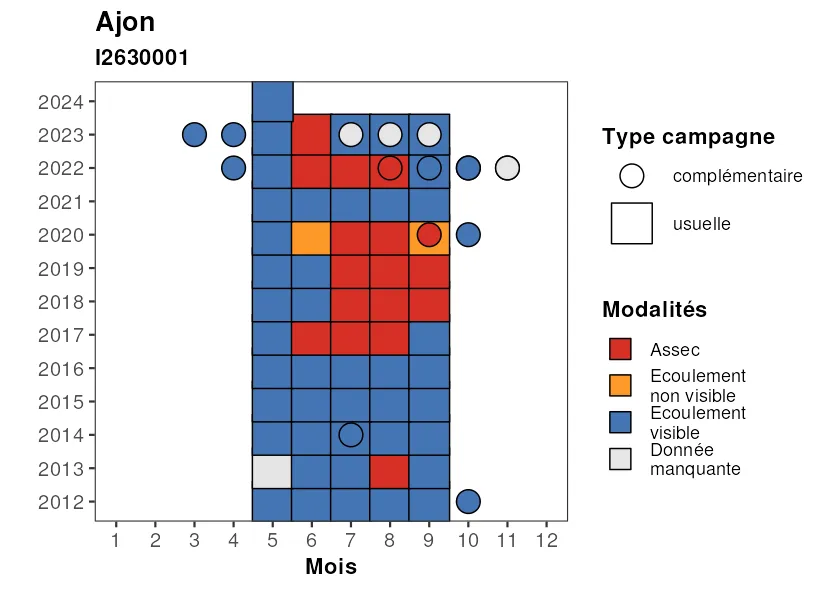 Ajon
I2630001
2024
2023
2022
2021
2020
2019
2018
2017
2016
2015
2014
2013
2012
1 2 3 4 5 6 7 8 9 10 11 12
Mois
Type campagne
complémentaire
usuelle
Modalités
Assec
Ecoulement
non visible
Ecoulement
visible
Donnée
manquante